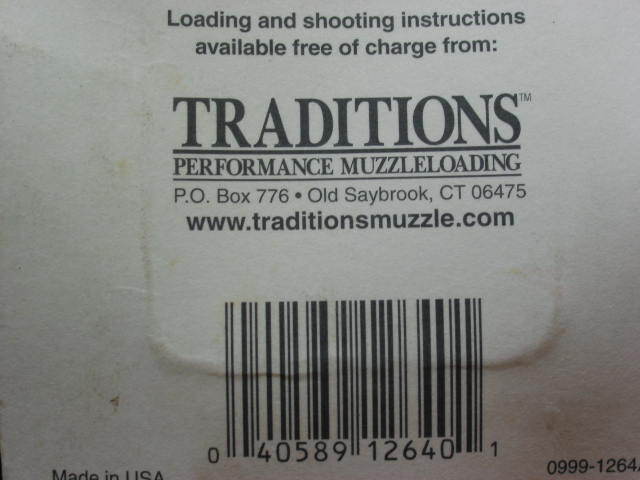 Loading and shooting instructions
available free of charge from:
TRADITIONS™
PERFORMANCE MUZZLELOADING
P.O. Box 776 • Old Saybrook, CT 06475
www.traditionsmuzzle.com
0 40589 12640 1
Made in USA
0999-1264